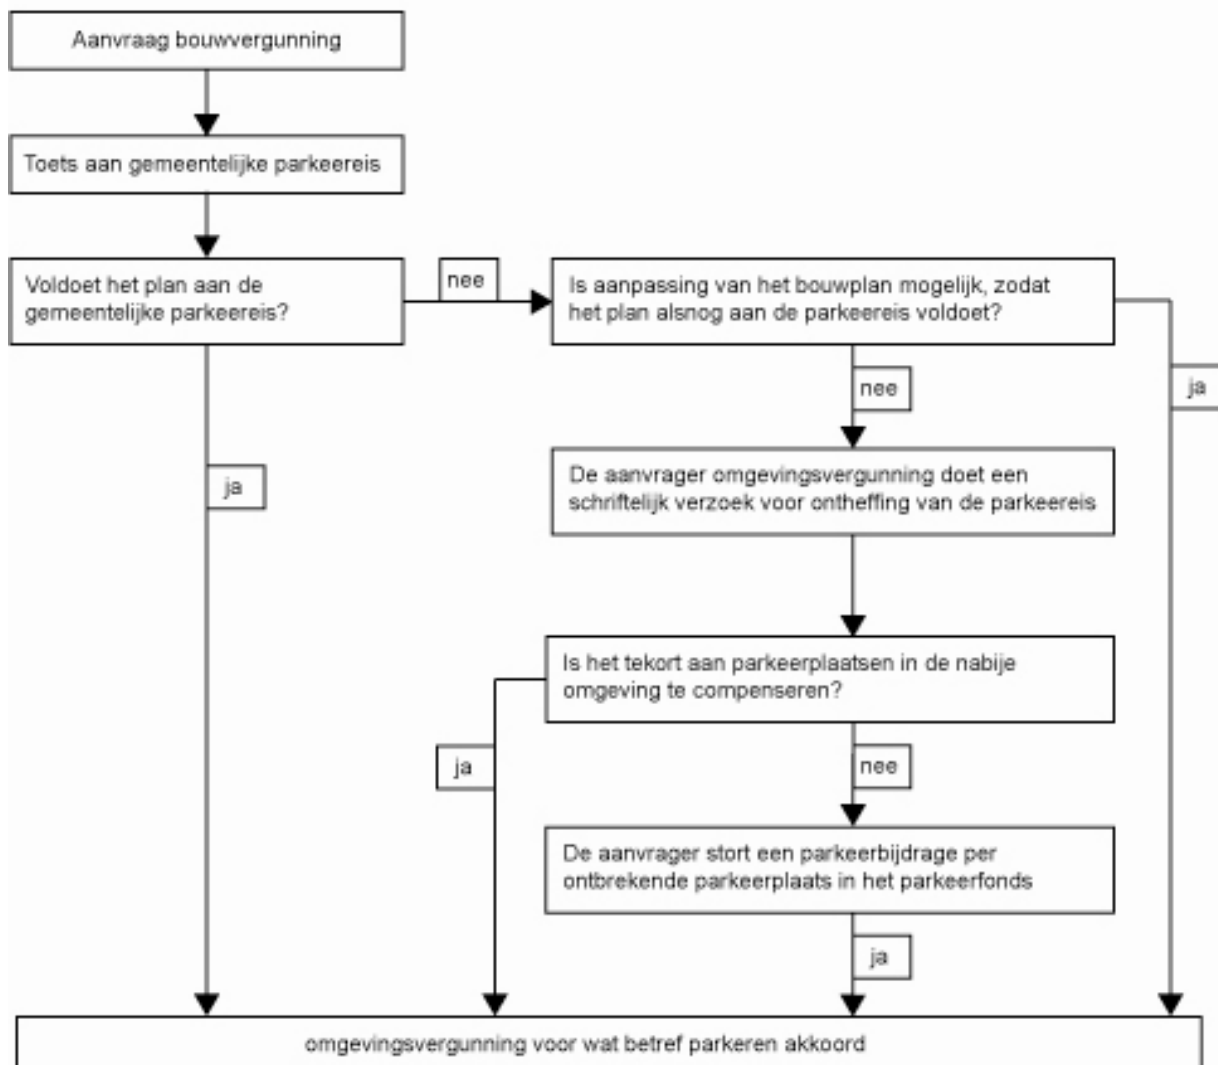 Aanvraag bouwvergunning
Toets aan gemeentelijke parkeereis
Voldoet het plan aan de
gemeentelijke parkeereis?
nee
Is aanpassing van het bouwplan mogelijk, zodat
het plan alsnog aan de parkeereis voldoet?
ja
nee
De aanvrager omgevingsvergunning doet een
schriftelijk verzoek voor ontheffing van de parkeereis
ja
Is het tekort aan parkeerplaatsen in de nabije
omgeving te compenseren?
ja
nee
De aanvrager stort een parkeerbijdrage per
ontbrekende parkeerplaats in het parkeerfonds
ja
omgevingsvergunning voor wat betref parkeren akkoord